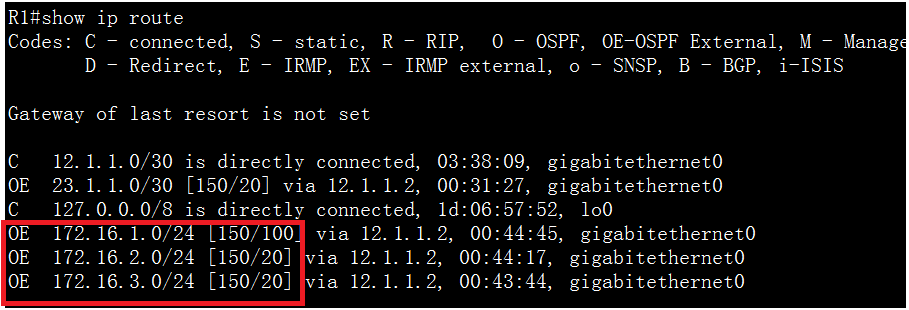 R1#show ip route
Codes: C - connected, S - static, R - RIP,  O - OSPF, OE-OSPF External, M - Manage
D - Redirect, E - IRMP, EX - IRMP external, o - SNSP, B - BGP, i-ISIS
Gateway of last resort is not set
C   12.1.1.0/30 is directly connected, 03:38:09, gigabitethernet0
OE  23.1.1.0/30 [150/20] via 12.1.1.2, 00:31:27, gigabitethernet0
C   127.0.0.0/8 is directly connected, 1d:06:57:52, lo0
OE  172.16.1.0/24 [150/100] via 12.1.1.2, 00:44:45, gigabitethernet0
OE  172.16.2.0/24 [150/20] via 12.1.1.2, 00:44:17, gigabitethernet0
OE  172.16.3.0/24 [150/20] via 12.1.1.2, 00:43:44, gigabitethernet0